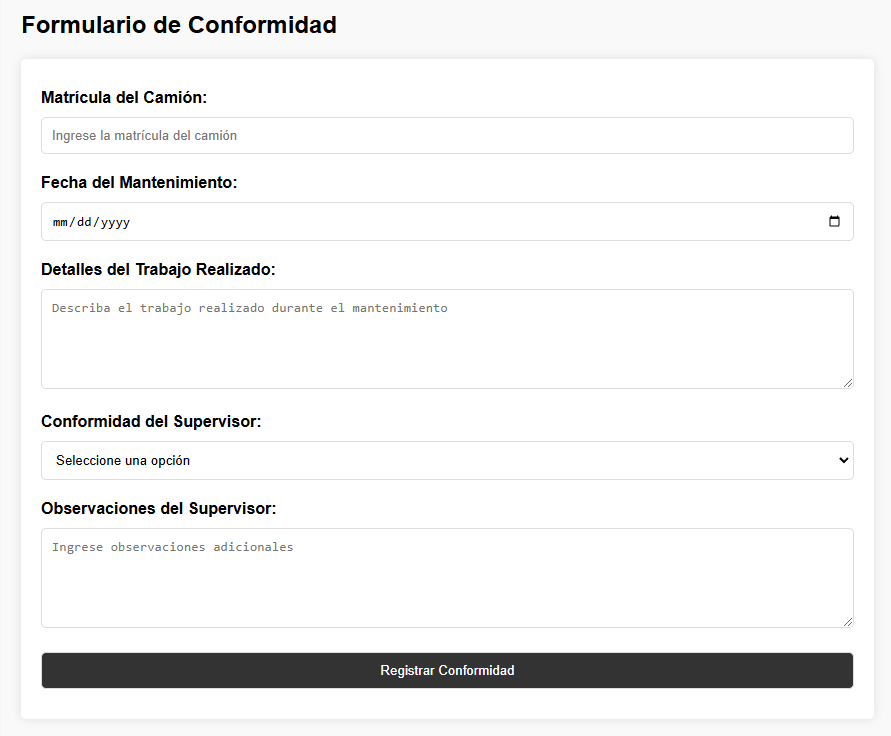 Formulario de Conformidad
Matrícula del Camión:
Ingrese la matrícula del camión
Fecha del Mantenimiento:
mm/dd/yyyy
Detalles del Trabajo Realizado:
Describa el trabajo realizado durante el mantenimiento
Conformidad del Supervisor:
Seleccione una opción
Observaciones del Supervisor:
Ingrese observaciones adicionales
Registrar Conformidad